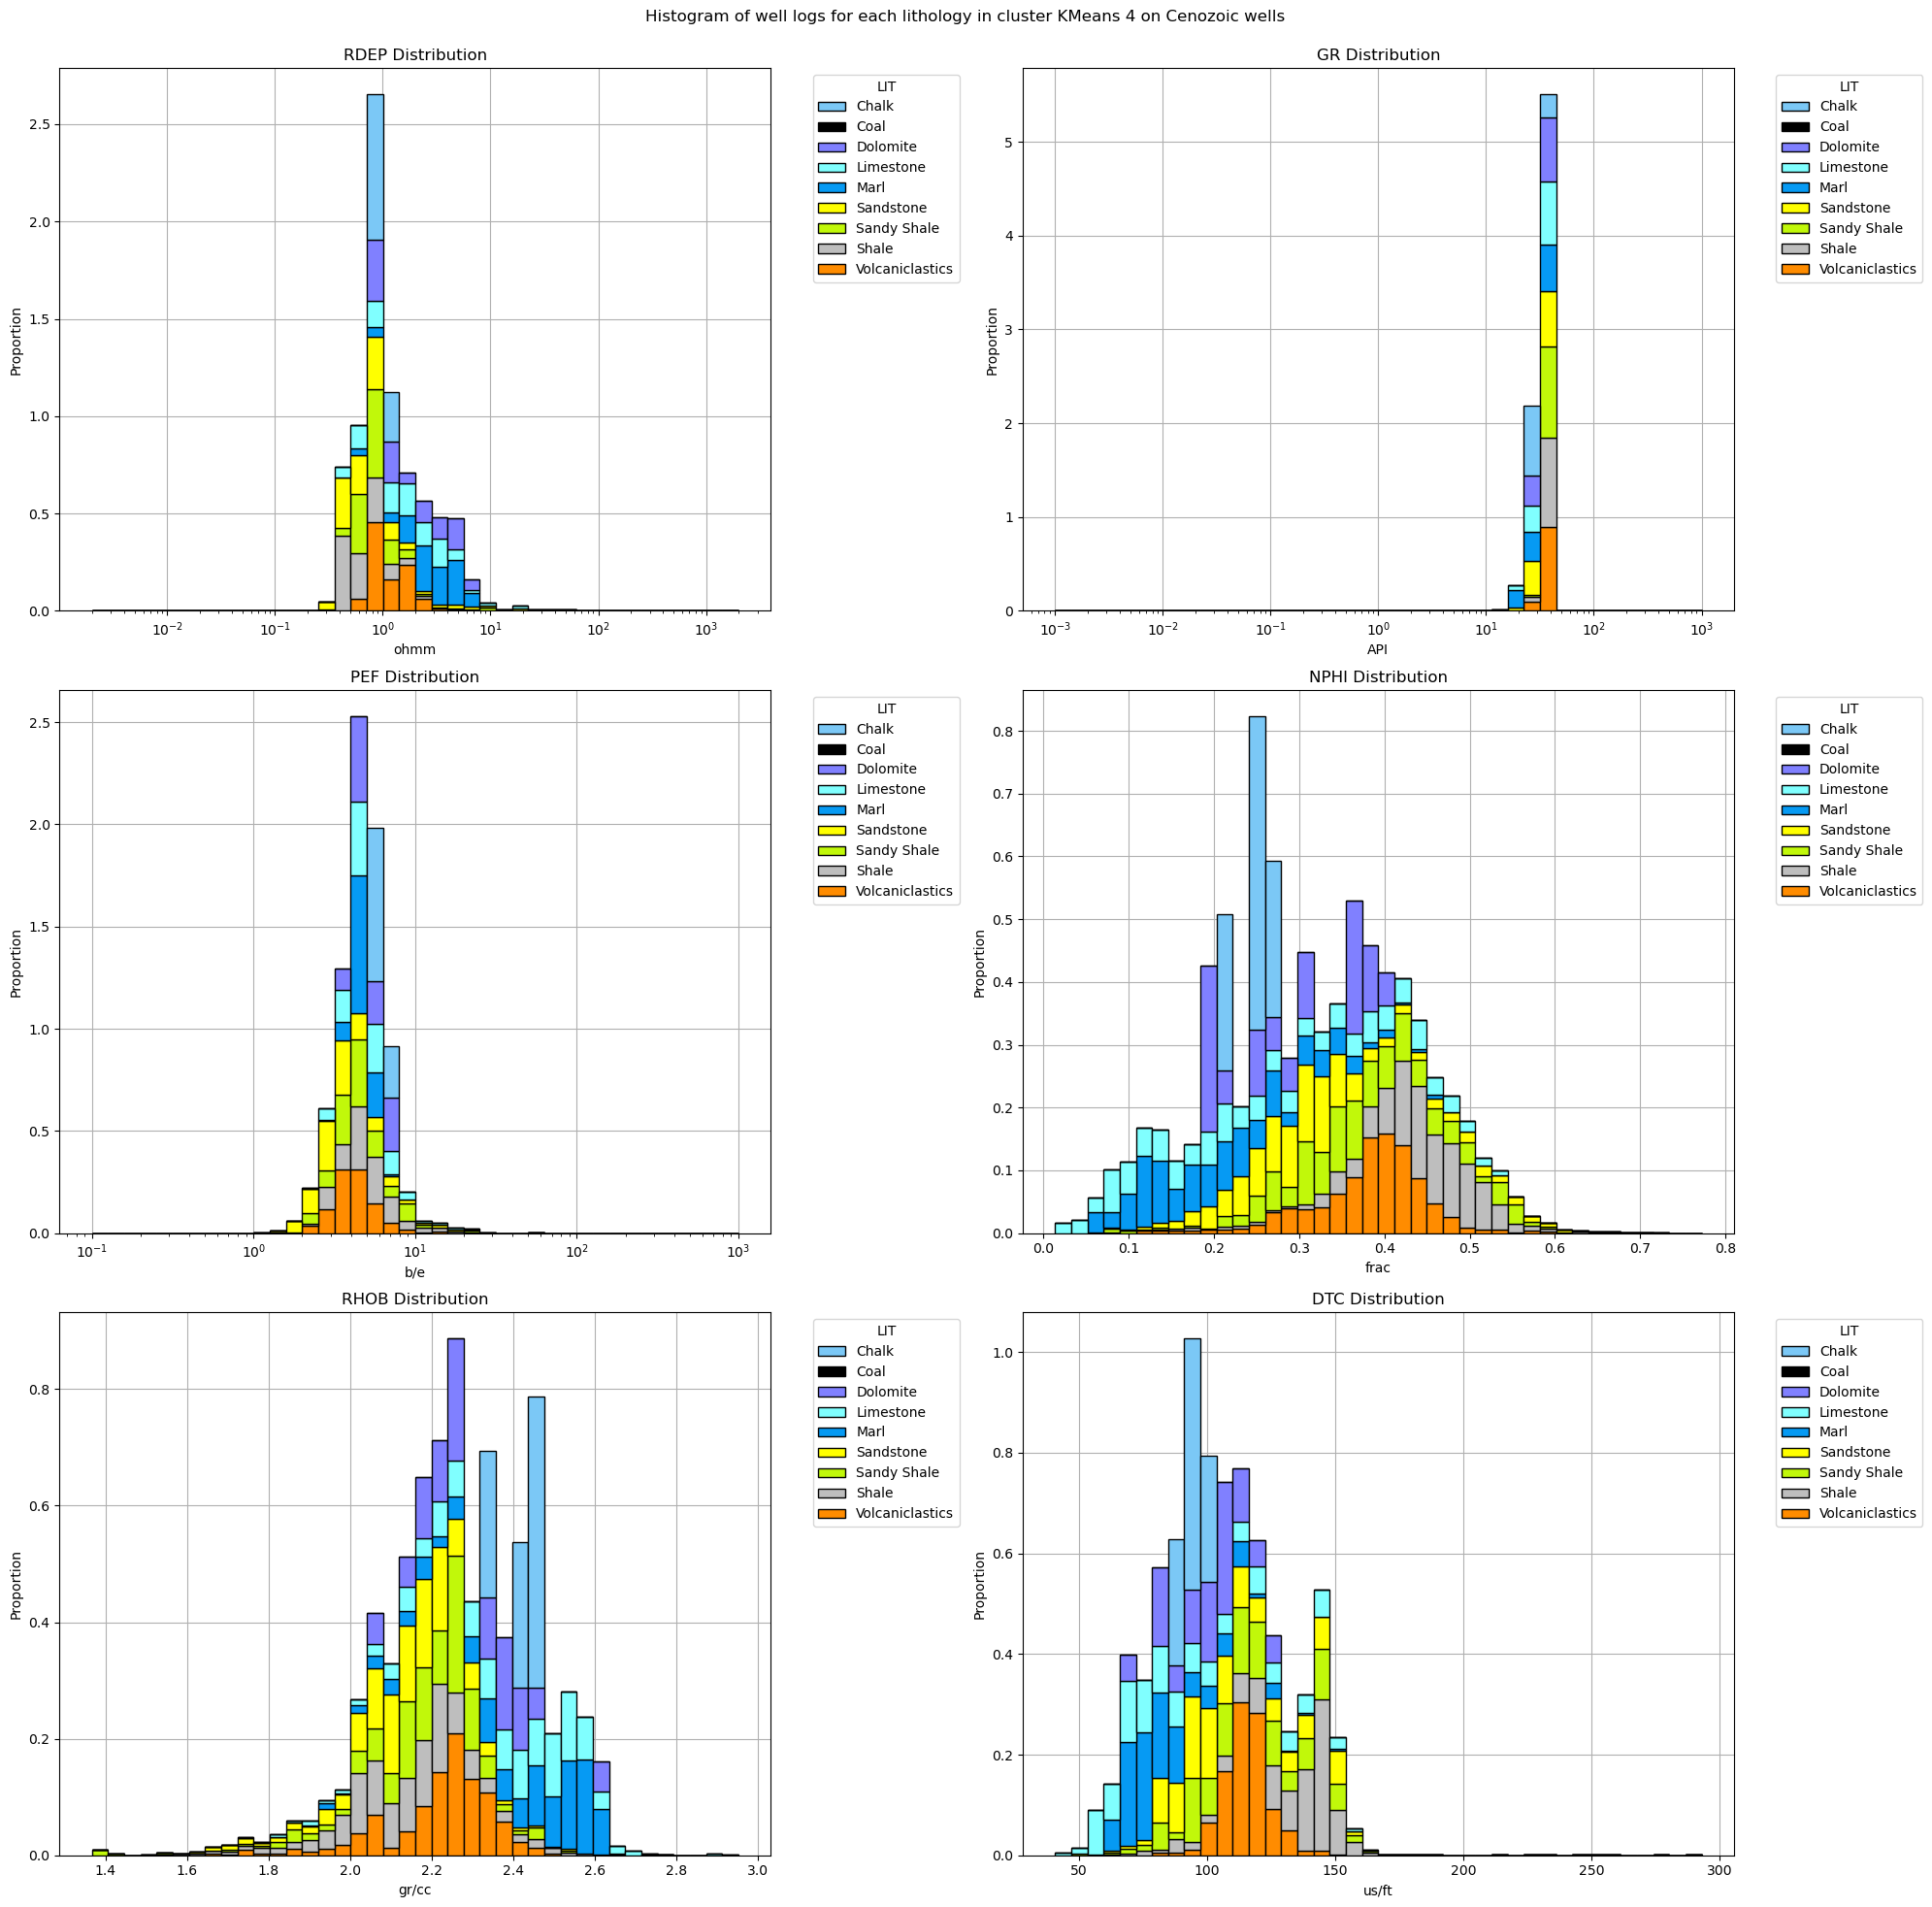 Histogram of well logs for each lithology in cluster KMeans 4 on Cenozoic wells
RDEP Distribution
Proportion
2.5
2.0
1.5
1.0
0.5
0.0
10⁻²
10⁻¹
10⁰
10¹
10²
10³
ohmm
LIT
Chalk
Coal
Dolomite
Limestone
Marl
Sandstone
Sandy Shale
Shale
Volcaniclastics
GR Distribution
Proportion
5
4
3
2
1
0
10⁻³
10⁻²
10⁻¹
10⁰
10¹
10²
10³
API
LIT
Chalk
Coal
Dolomite
Limestone
Marl
Sandstone
Sandy Shale
Shale
Volcaniclastics
PEF Distribution
Proportion
2.5
2.0
1.5
1.0
0.5
0.0
10⁻¹
10⁰
10¹
10²
10³
b/e
LIT
Chalk
Coal
Dolomite
Limestone
Marl
Sandstone
Sandy Shale
Shale
Volcaniclastics
NPHI Distribution
Proportion
0.8
0.7
0.6
0.5
0.4
0.3
0.2
0.1
0.0
0.0
0.1
0.2
0.3
0.4
0.5
0.6
0.7
0.8
frac
LIT
Chalk
Coal
Dolomite
Limestone
Marl
Sandstone
Sandy Shale
Shale
Volcaniclastics
RHOB Distribution
Proportion
0.8
0.6
0.4
0.2
0.0
1.4
1.6
1.8
2.0
2.2
2.4
2.6
2.8
3.0
gr/cc
LIT
Chalk
Coal
Dolomite
Limestone
Marl
Sandstone
Sandy Shale
Shale
Volcaniclastics
DTC Distribution
Proportion
1.0
0.8
0.6
0.4
0.2
0.0
50
100
150
200
250
300
us/ft
LIT
Chalk
Coal
Dolomite
Limestone
Marl
Sandstone
Sandy Shale
Shale
Volcaniclastics